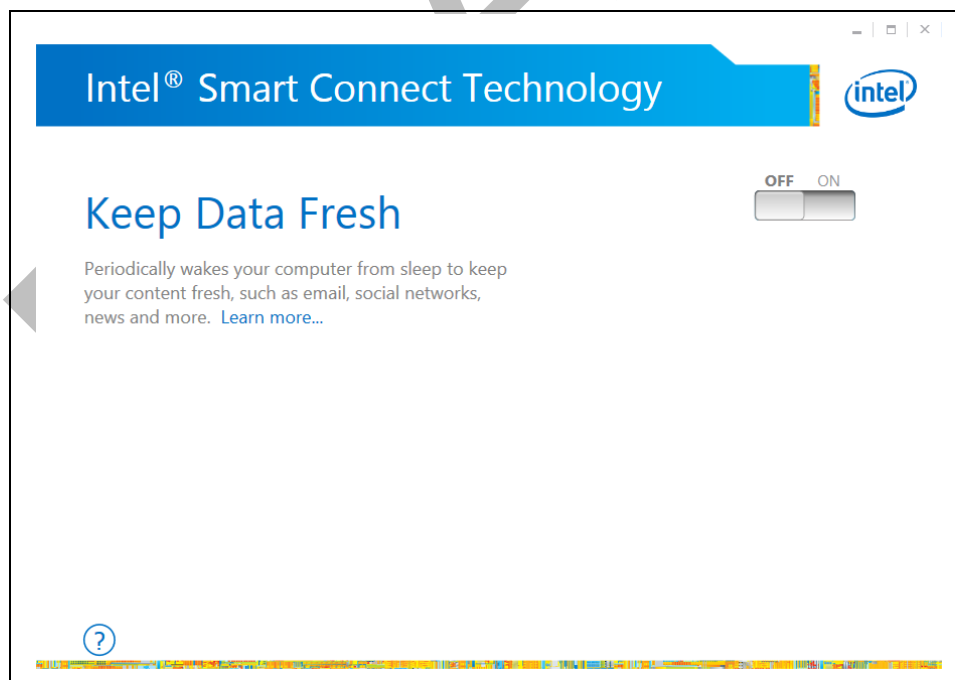 Intel® Smart Connect Technology
intel
OFF ON
Keep Data Fresh
Periodically wakes your computer from sleep to keep
your content fresh, such as email, social networks,
news and more. Learn more...
?